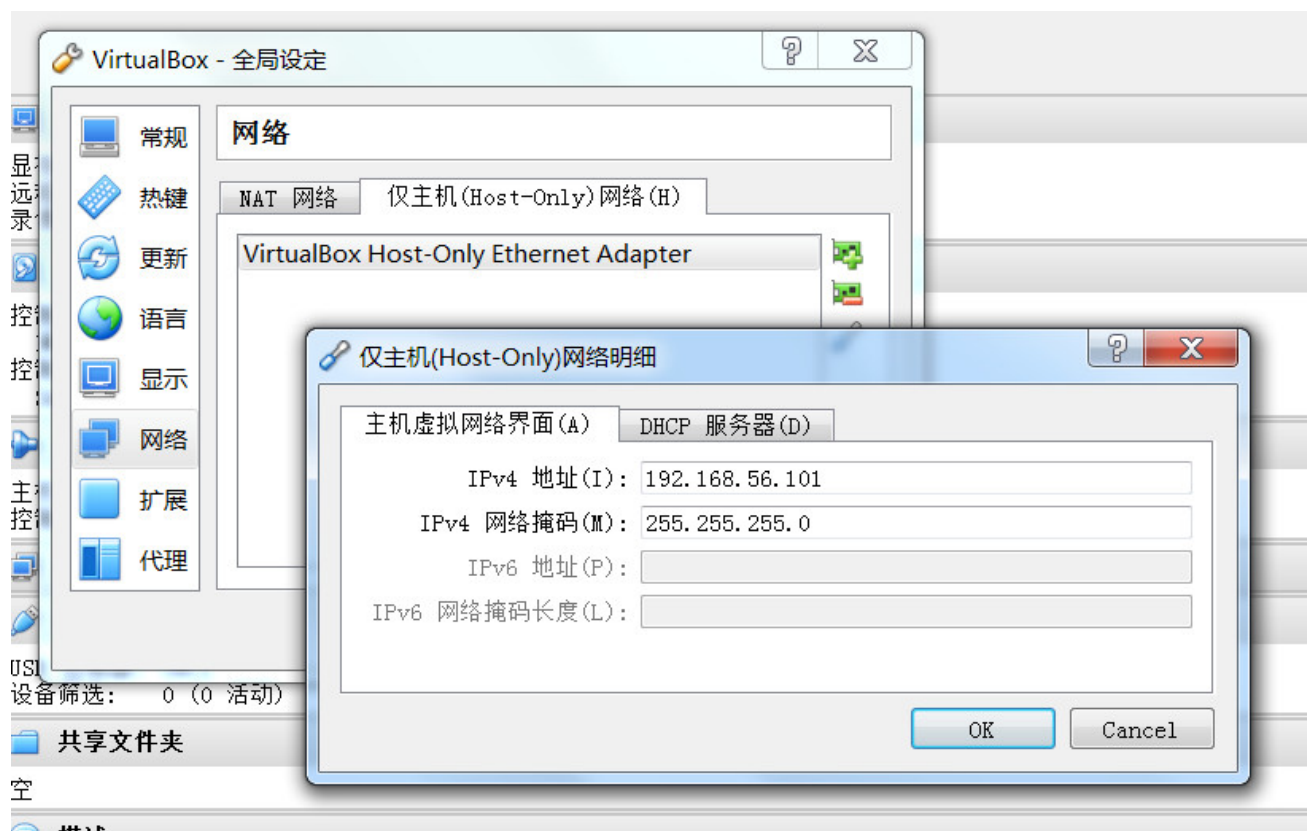 VirtualBox - 全局设定
常规
热键
更新
语言
显示
网络
扩展
代理
网络
NAT 网络
仅主机(Host-Only)网络(H)
VirtualBox Host-Only Ethernet Adapter
仅主机(Host-Only)网络明细
主机虚拟网络界面(A)
DHCP 服务器(D)
IPv4 地址(I): 192.168.56.101
IPv4 网络掩码(M): 255.255.255.0
IPv6 地址(P):
IPv6 网络掩码长度(L):
OK
Cancel
设备筛选: 0 (0 活动)
共享文件夹
空